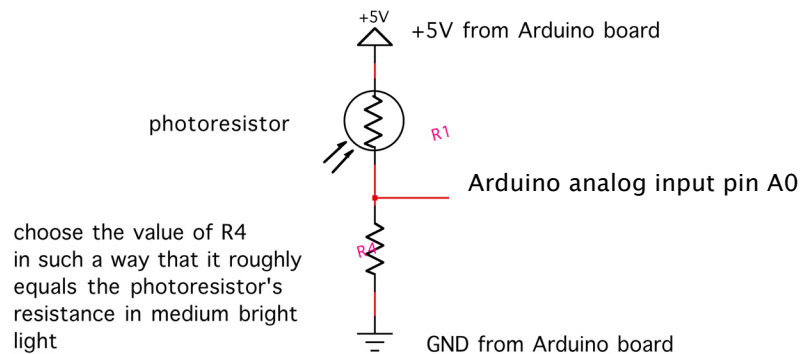 +5V
+5V from Arduino board
photoresistor
R1
Arduino analog input pin A0
choose the value of R4
in such a way that it roughly
equals the photoresistor's
resistance in medium bright
light
R4
GND from Arduino board